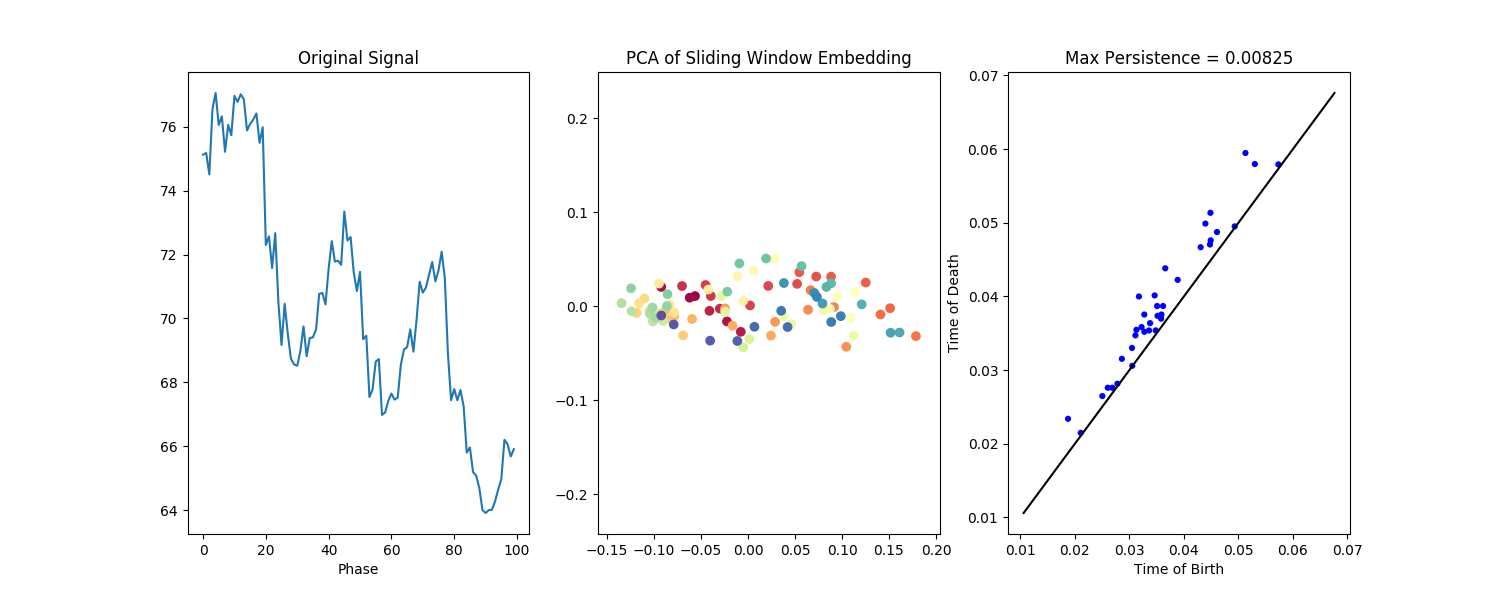 Original Signal
76
74
72
70
68
66
64
0 20 40 60 80 100
Phase
PCA of Sliding Window Embedding
0.2
0.1
0.0
−0.1
−0.2
−0.15 −0.10 −0.05 0.00 0.05 0.10 0.15 0.20
Max Persistence = 0.00825
Time of Death
0.07
0.06
0.05
0.04
0.03
0.02
0.01
0.01 0.02 0.03 0.04 0.05 0.06 0.07
Time of Birth